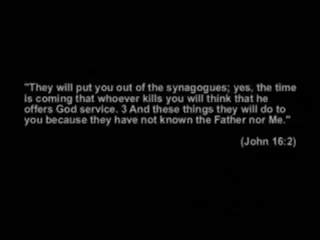 "They will put you out of the synagogues; yes, the time
is coming that whoever kills you will think that he
offers God service. 3 And these things they will do to
you because they have not known the Father nor Me."
(John 16:2)